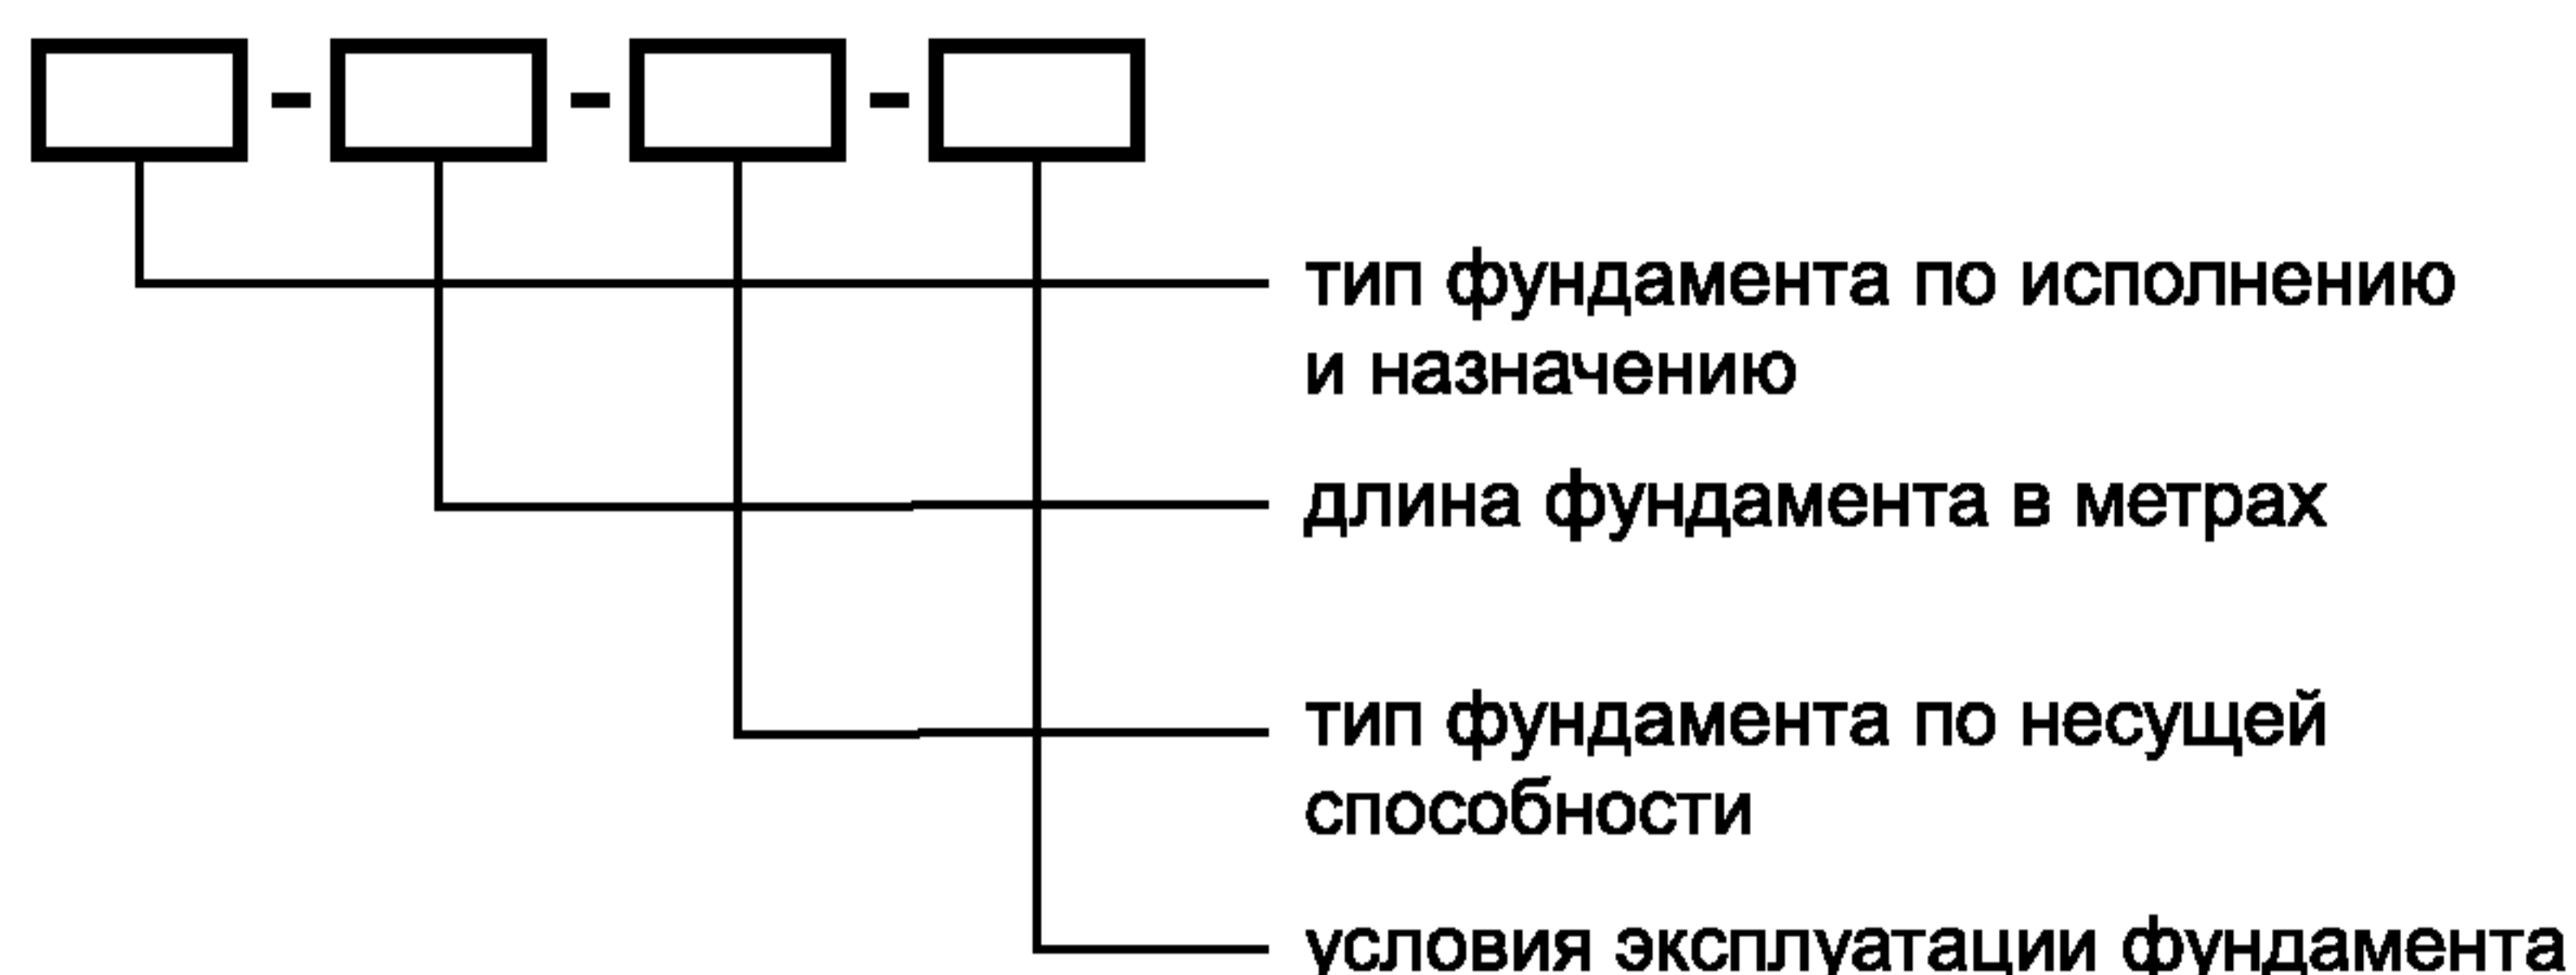 - - -
тип фундамента по исполнению
и назначению
длина фундамента в метрах
тип фундамента по несущей
способности
условия эксплуатации фундамента